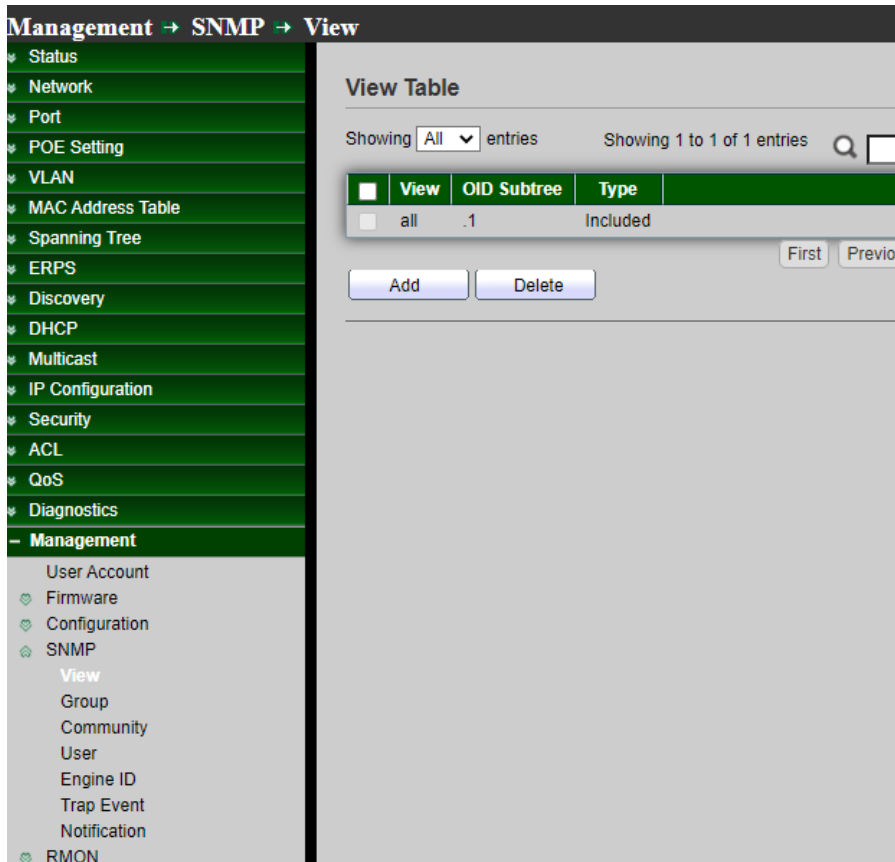 Management → SNMP → View
Status
Network
Port
POE Setting
VLAN
MAC Address Table
Spanning Tree
ERPS
Discovery
DHCP
Multicast
IP Configuration
Security
ACL
QoS
Diagnostics
Management
User Account
Firmware
Configuration
SNMP
View
Group
Community
User
Engine ID
Trap Event
Notification
RMON
View Table
Showing All entries Showing 1 to 1 of 1 entries
View OID Subtree Type
all .1 Included
First Previo
Add Delete